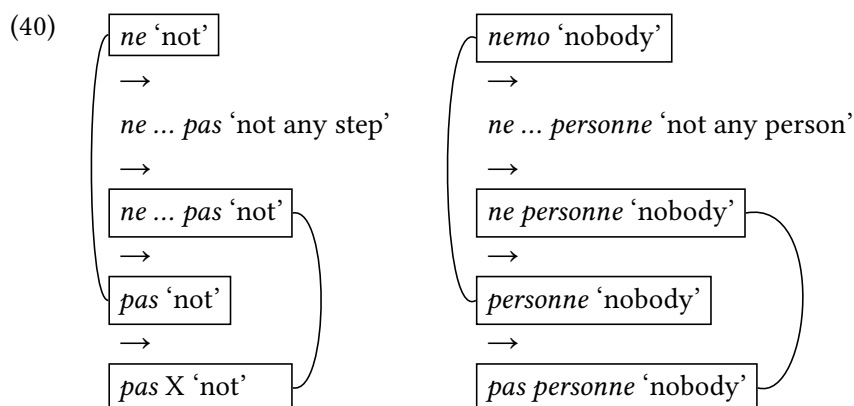 (40) ne ‘not’ nemo ‘nobody’
→ →
ne ... pas ‘not any step’ ne ... personne ‘not any person’
→ →
ne ... pas ‘not’ ne personne ‘nobody’
→ →
pas ‘not’ personne ‘nobody’
→ →
pas X ‘not’ pas personne ‘nobody’